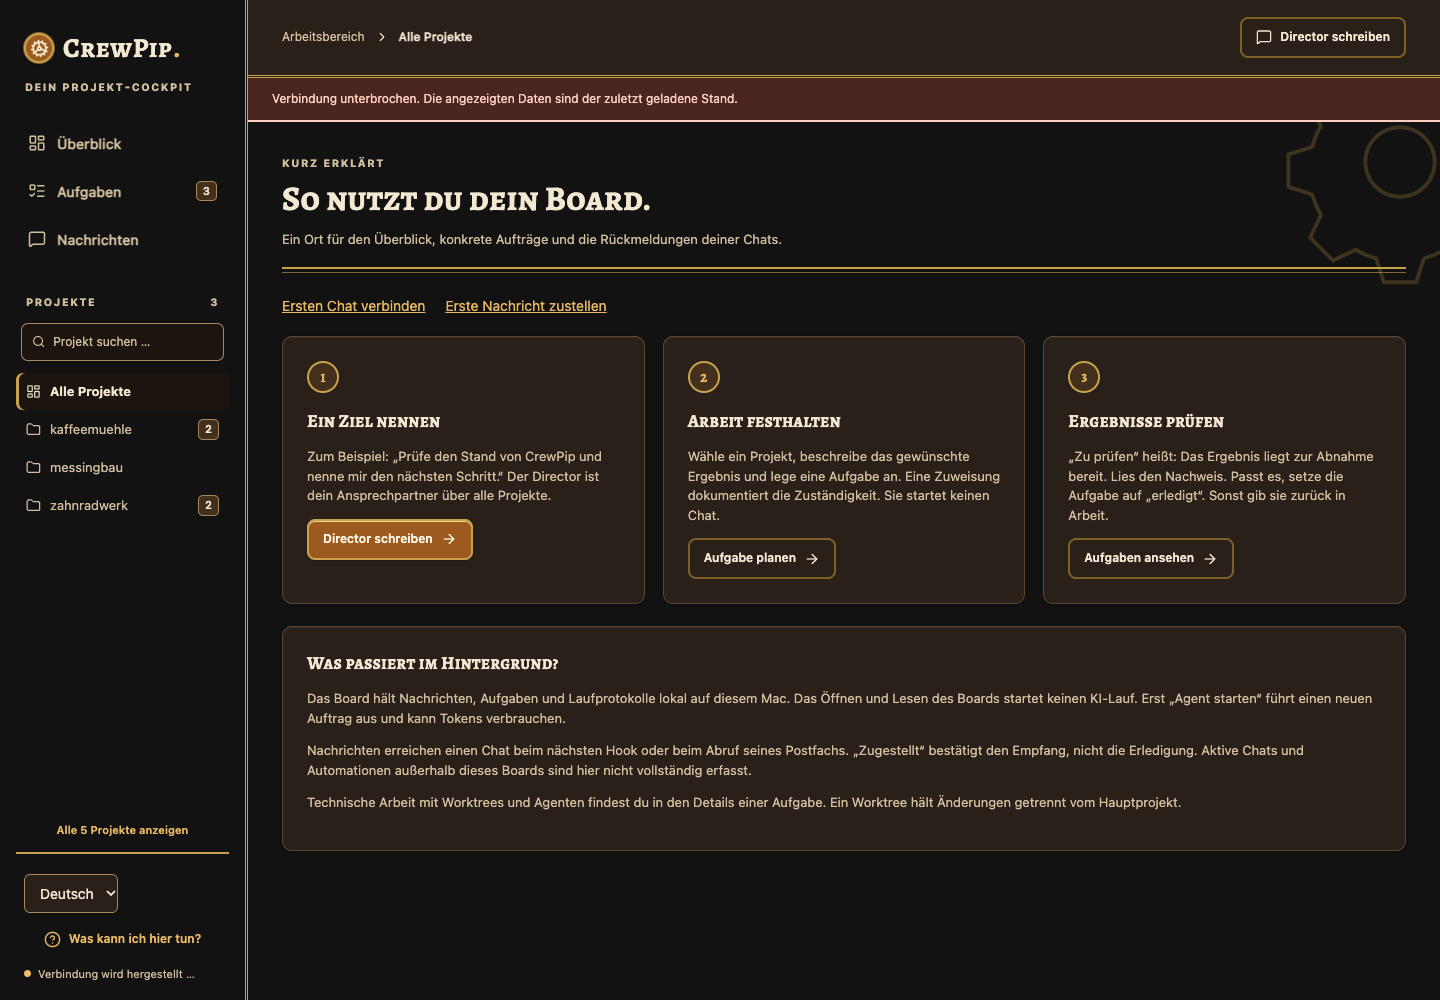 CrewPip.
DEIN PROJEKT-COCKPIT
Überblick
Aufgaben 3
Nachrichten
PROJEKTE 3
Projekt suchen ...
Alle Projekte
kaffeemuehle 2
messingbau
zahnradwerk 2
Alle 5 Projekte anzeigen
Deutsch
Was kann ich hier tun?
Verbindung wird hergestellt ...
Arbeitsbereich > Alle Projekte
Director schreiben
Verbindung unterbrochen. Die angezeigten Daten sind der zuletzt geladene Stand.
KURZ ERKLÄRT
So nutzt du dein Board.
Ein Ort für den Überblick, konkrete Aufträge und die Rückmeldungen deiner Chats.
Ersten Chat verbinden Erste Nachricht zustellen
1
Ein Ziel nennen
Zum Beispiel: „Prüfe den Stand von CrewPip und
nenne mir den nächsten Schritt.“ Der Director ist
dein Ansprechpartner über alle Projekte.
Director schreiben →
2
Arbeit festhalten
Wähle ein Projekt, beschreibe das gewünschte
Ergebnis und lege eine Aufgabe an. Eine Zuweisung
dokumentiert die Zuständigkeit. Sie startet keinen
Chat.
Aufgabe planen →
3
Ergebnisse prüfen
„Zu prüfen“ heißt: Das Ergebnis liegt zur Abnahme
bereit. Lies den Nachweis. Passt es, setze die
Aufgabe auf „erledigt“. Sonst gib sie zurück in
Arbeit.
Aufgaben ansehen →
Was passiert im Hintergrund?
Das Board hält Nachrichten, Aufgaben und Laufprotokolle lokal auf diesem Mac. Das Öffnen und Lesen des Boards startet keinen KI-Lauf. Erst „Agent starten“ führt einen neuen
Auftrag aus und kann Tokens verbrauchen.
Nachrichten erreichen einen Chat beim nächsten Hook oder beim Abruf seines Postfachs. „Zugestellt“ bestätigt den Empfang, nicht die Erledigung. Aktive Chats und
Automationen außerhalb dieses Boards sind hier nicht vollständig erfasst.
Technische Arbeit mit Worktrees und Agenten findest du in den Details einer Aufgabe. Ein Worktree hält Änderungen getrennt vom Hauptprojekt.